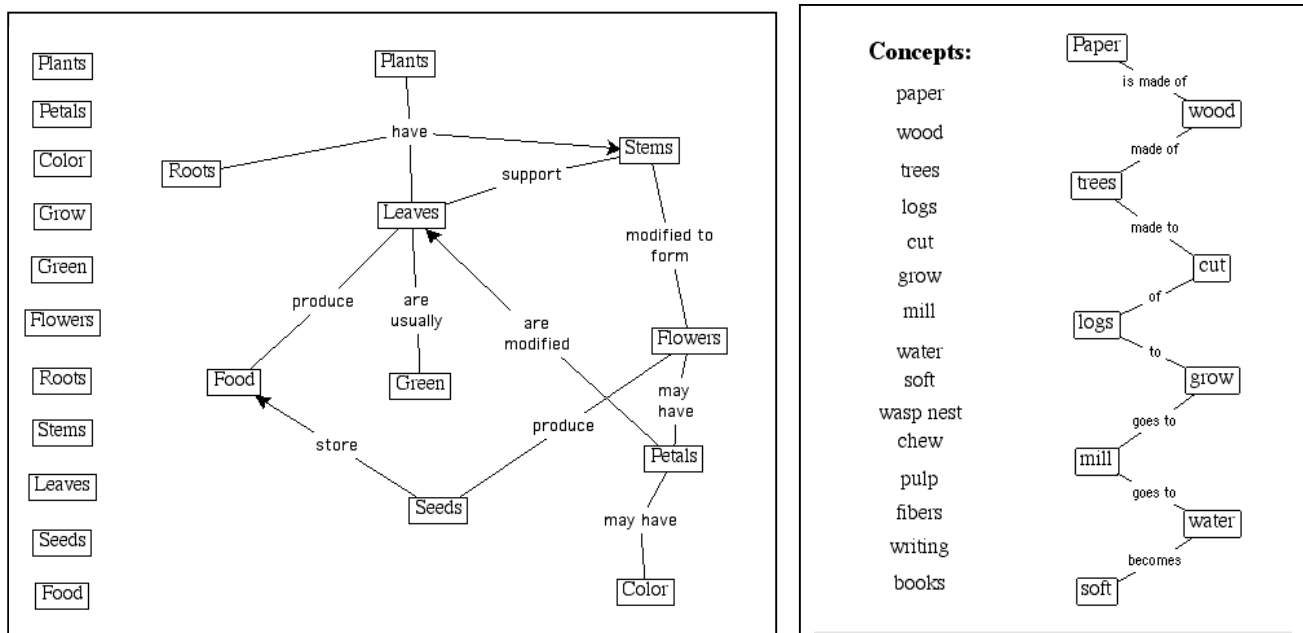 Plants
Petals
Color
Grow
Green
Flowers
Roots
Stems
Leaves
Seeds
Food
Plants
have
Roots
Stems
support
Leaves
modified to
form
produce
are
usually
are
modified
Flowers
Food
Green
may
have
produce
store
Petals
Seeds
may have
Color
Concepts:
paper
wood
trees
logs
cut
grow
mill
water
soft
wasp nest
chew
pulp
fibers
writing
books
Paper
is made of
wood
made of
trees
made to
cut
of
logs
to
grow
goes to
mill
goes to
water
becomes
soft